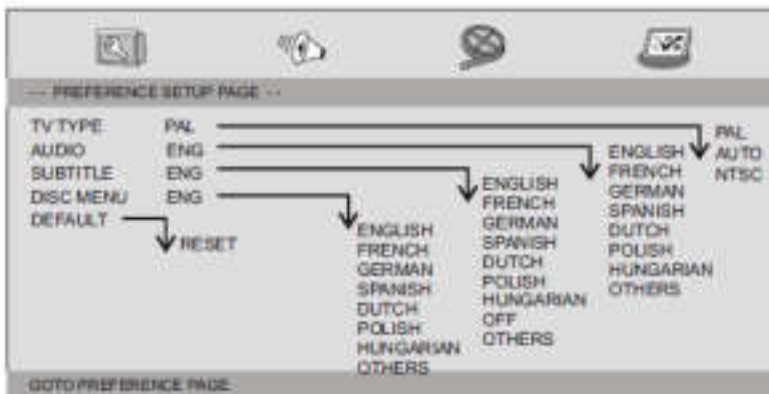 -- PREFERENCE SETUP PAGE --
TV TYPE PAL
AUDIO ENG
SUBTITLE ENG
DISC MENU ENG
DEFAULT
RESET
ENGLISH
FRENCH
GERMAN
SPANISH
DUTCH
POLISH
HUNGARIAN
OTHERS
ENGLISH
FRENCH
GERMAN
SPANISH
DUTCH
POLISH
HUNGARIAN
OFF
OTHERS
ENGLISH
FRENCH
GERMAN
SPANISH
DUTCH
POLISH
HUNGARIAN
OTHERS
PAL
AUTO
NTSC
GOTO PREFERENCE PAGE